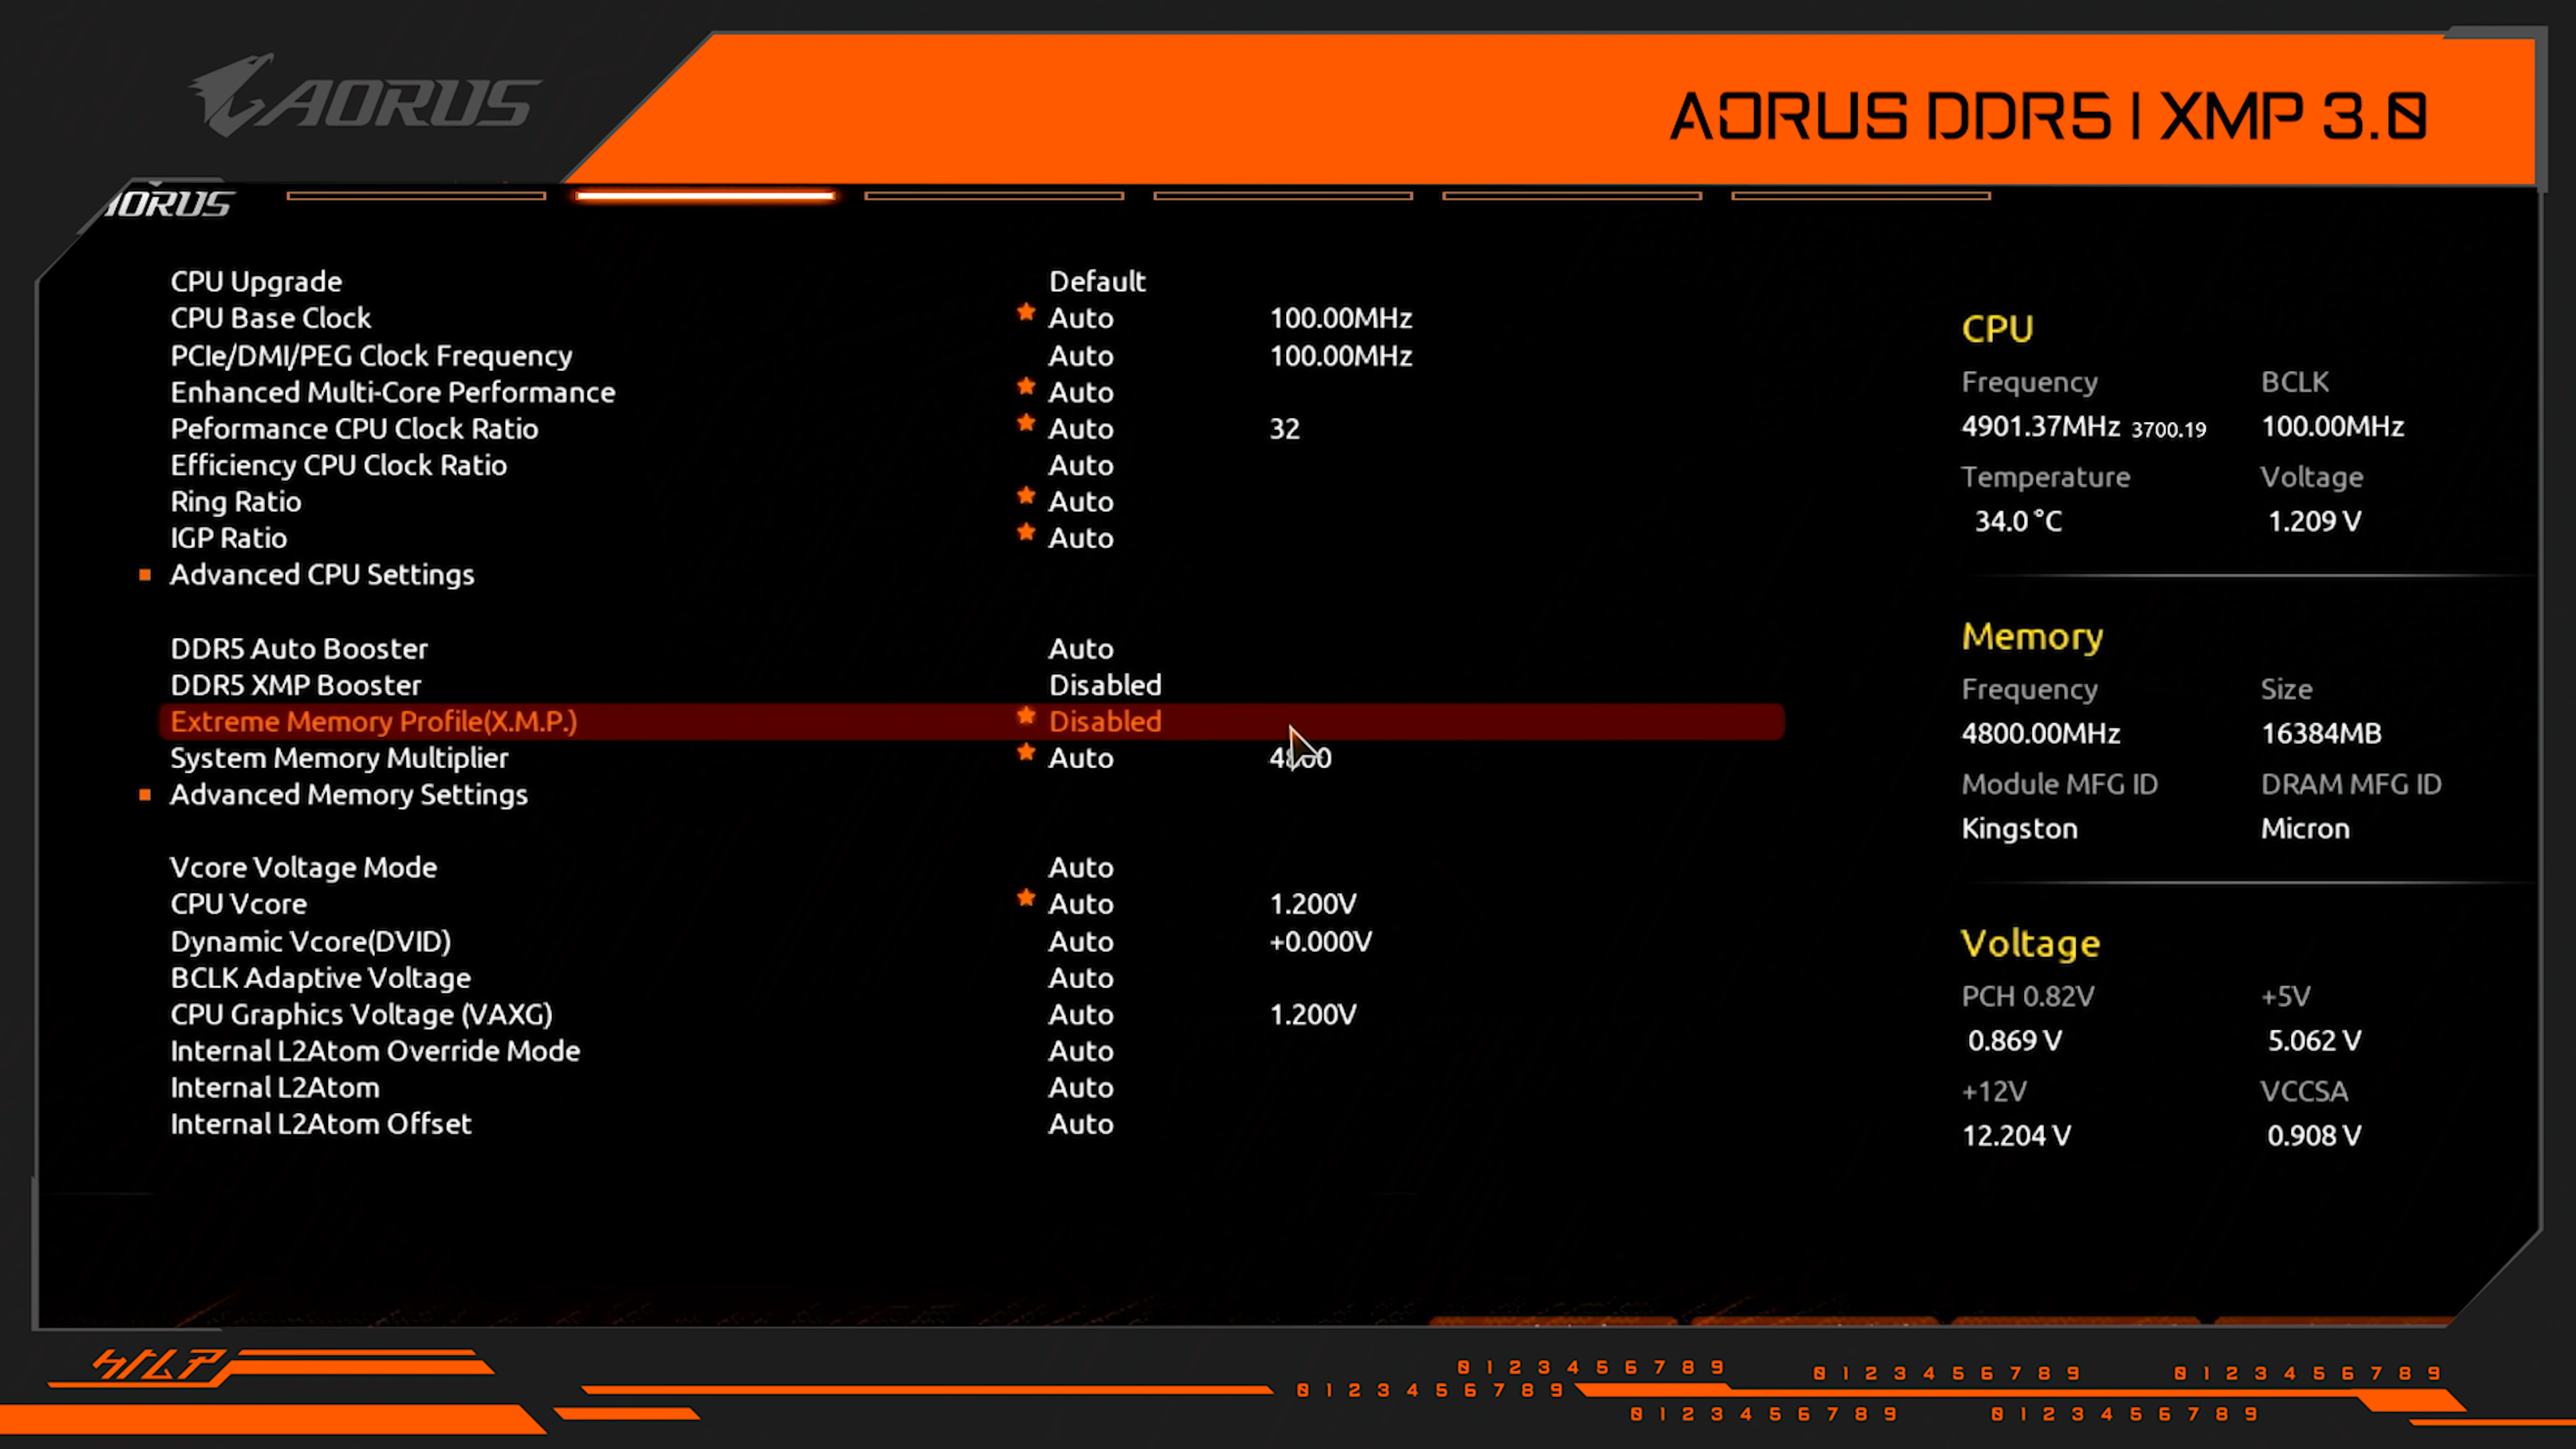 AORUS
AORUS DDR5 | XMP 3.0
AORUS
CPU Upgrade Default
CPU Base Clock Auto 100.00MHz
PCIe/DMI/PEG Clock Frequency Auto 100.00MHz
Enhanced Multi-Core Performance Auto
Peformance CPU Clock Ratio Auto 32
Efficiency CPU Clock Ratio Auto
Ring Ratio Auto
IGP Ratio Auto
Advanced CPU Settings
DDR5 Auto Booster Auto
DDR5 XMP Booster Disabled
Extreme Memory Profile(X.M.P.) Disabled
System Memory Multiplier Auto 4800
Advanced Memory Settings
Vcore Voltage Mode Auto
CPU Vcore Auto 1.200V
Dynamic Vcore(DVID) Auto +0.000V
BCLK Adaptive Voltage Auto
CPU Graphics Voltage (VAXG) Auto 1.200V
Internal L2Atom Override Mode Auto
Internal L2Atom Auto
Internal L2Atom Offset Auto
CPU
Frequency BCLK
4901.37MHz 3700.19 100.00MHz
Temperature Voltage
34.0 °C 1.209 V
Memory
Frequency Size
4800.00MHz 16384MB
Module MFG ID DRAM MFG ID
Kingston Micron
Voltage
PCH 0.82V +5V
0.869 V 5.062 V
+12V VCCSA
12.204 V 0.908 V
0 1 2 3 4 5 6 7 8 9
0 1 2 3 4 5 6 7 8 9
0 1 2 3 4 5 6 7 8 9
0 1 2 3 4 5 6 7 8 9
0 1 2 3 4 5 6 7 8 9
0 1 2 3 4 5 6 7 8 9